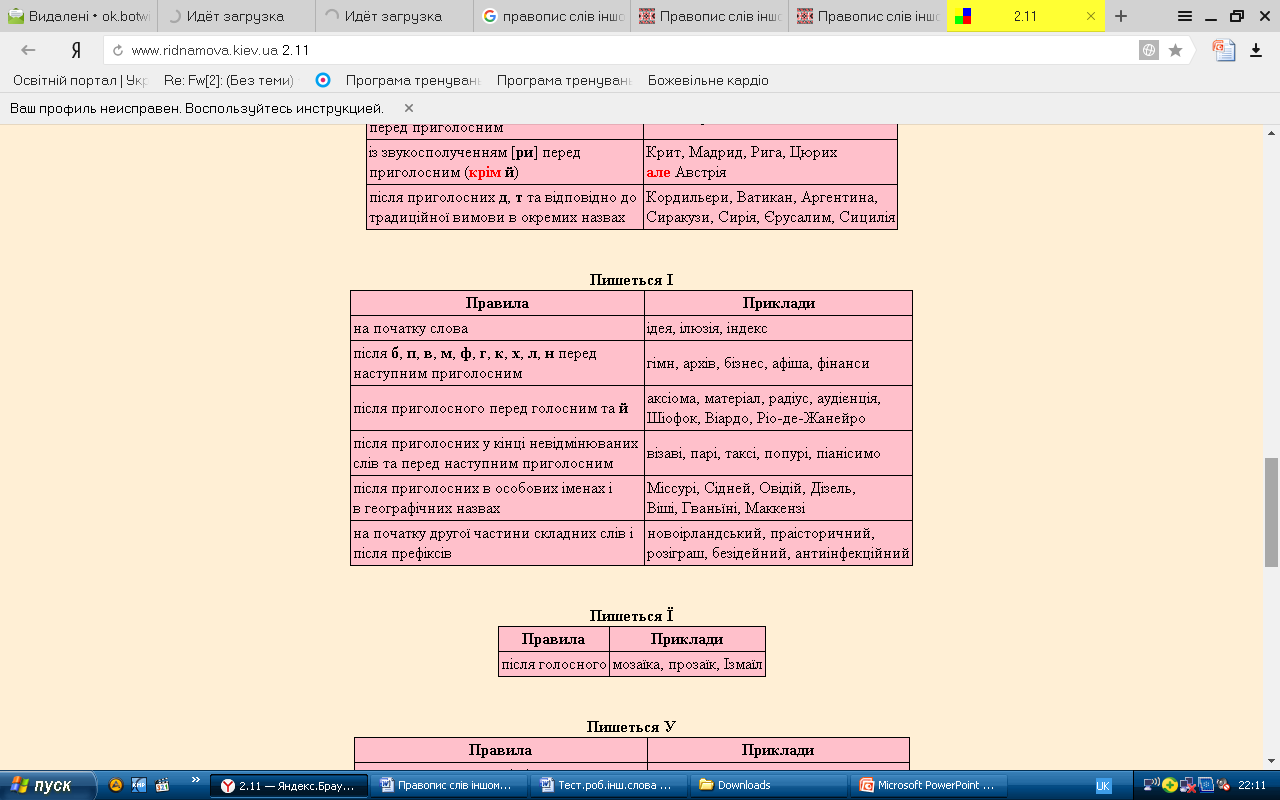 Видалені • ok.botw
Идёт загрузка
Идёт загрузка
правопис слів іншо
Правопис слів іншо
Правопис слів іншо
2.11
www.ridnamova.kiev.ua 2.11
Освітній портал | Укр
Re: Fw[2]: (Без теми)
Програма тренуван
Програма тренуван
Божевільне кардіо
Ваш профиль неисправен. Воспользуйтесь инструкцией.
перед приголосним
із звукосполученням [ри] перед
приголосним (крім й)
Крит, Мадрид, Рига, Цюрих
але Австрія
після приголосних д, т та відповідно до
традиційної вимови в окремих назвах
Кордильєри, Ватикан, Аргентина,
Сиракузи, Сирія, Єрусалим, Сицилія
Пишеться І
Правила
Приклади
на початку слова
ідея, ілюзія, індекс
після б, п, в, м, ф, г, к, х, л, н перед
наступним приголосним
гімн, архів, бізнес, афіша, фінанси
після приголосного перед голосним та й
аксіома, матеріал, радіус, аудієнція,
Шіофок, Віардо, Ріо-де-Жанейро
після приголосних у кінці невідмінюваних
слів та перед наступним приголосним
візаві, парі, таксі, попурі, піанісимо
після приголосних в особових іменах і
в географічних назвах
Міссурі, Сідней, Овідій, Дізель,
Віші, Гваньїні, Маккензі
на початку другої частини складних слів і
після префіксів
новоірландський, праісторичний,
розіграш, безідейний, антиінфекційний
Пишеться Ї
Правила
Приклади
після голосного
мозаїка, прозаїк, Ізмаїл
Пишеться У
Правила
Приклади
пуск
2.11 — Яндекс.Брау...
Правопис слів іншом...
Тест.роб.інш.слова ...
Downloads
Microsoft PowerPoint ...
UK
22:11